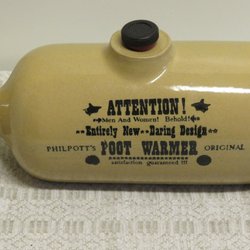 ATTENTION!
Men And Women! Behold!
Entirely New--Daring Design
PHILPOTT'S FOOT WARMER ORIGINAL
satisfaction guaranteed !!!